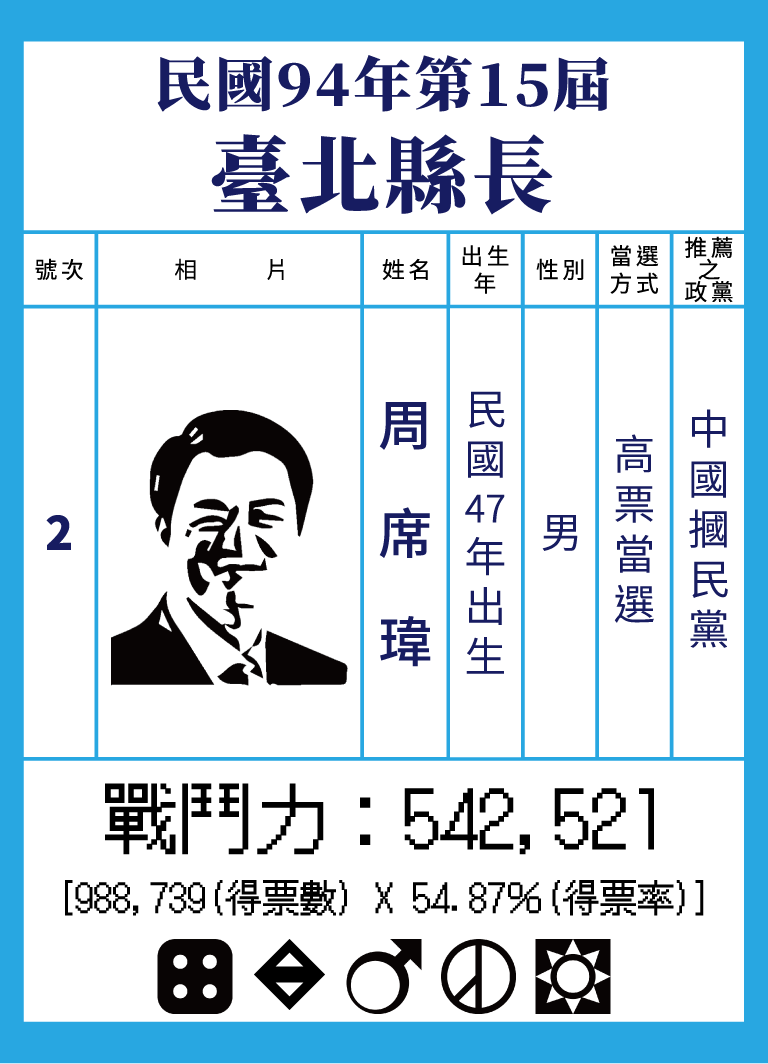 民國94年第15屆
臺北縣長
號次
相片
姓名
出生
年
性別
當選
方式
推薦
之
政黨
2
周席瑋
民國47年出生
男
高票當選
中國摑民黨
戰鬥力：542,521
[988,739(得票數) X 54.87%(得票率)]